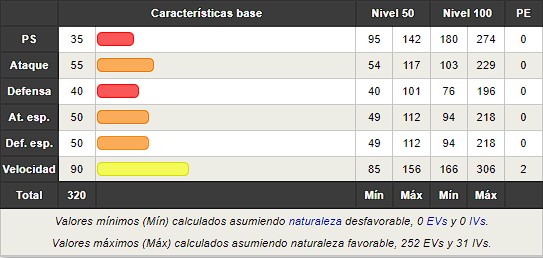 Características base Nivel 50 Nivel 100 PE
PS 35 95 142 180 274 0
Ataque 55 54 117 103 229 0
Defensa 40 40 101 76 196 0
At. esp. 50 49 112 94 218 0
Def. esp. 50 49 112 94 218 0
Velocidad 90 85 156 166 306 2
Total 320 Mín Máx Mín Máx
Valores mínimos (Mín) calculados asumiendo naturaleza desfavorable, 0 EVs y 0 IVs.
Valores máximos (Máx) calculados asumiendo naturaleza favorable, 252 EVs y 31 IVs.